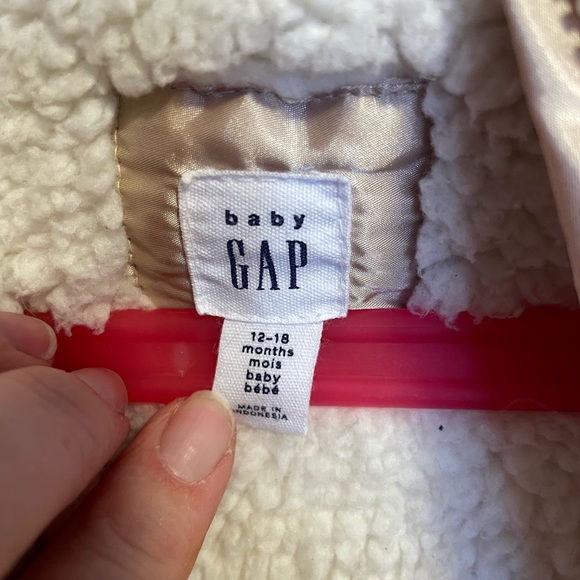 baby
GAP
12-18
months
mois
baby
bébé
MADE IN
INDONESIA